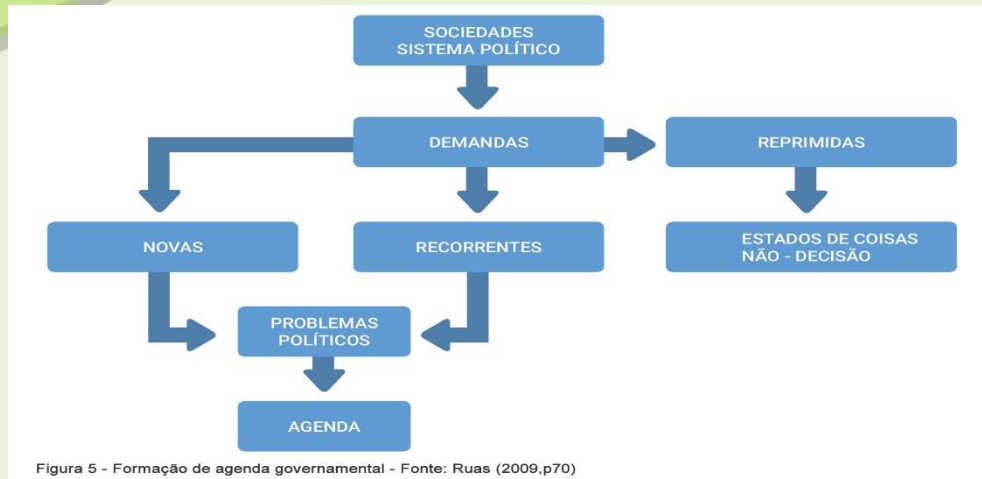 SOCIEDADES
SISTEMA POLÍTICO
DEMANDAS
REPRIMIDAS
NOVAS
RECORRENTES
ESTADOS DE COISAS
NÃO - DECISÃO
PROBLEMAS
POLÍTICOS
AGENDA
Figura 5 - Formação de agenda governamental - Fonte: Ruas (2009,p70)